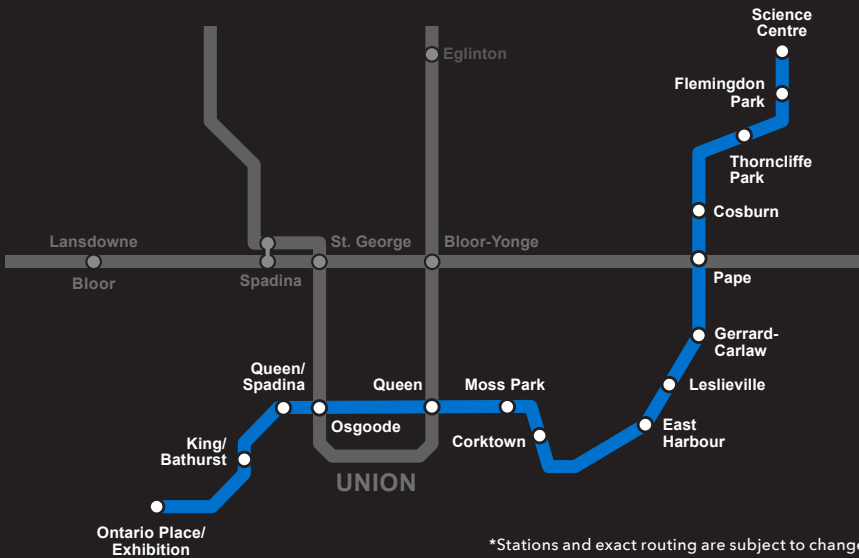 Science
Centre
Eglinton
Flemingdon
Park
Thorncliffe
Park
Cosburn
Lansdowne
St. George
Bloor-Yonge
Bloor
Spadina
Pape
Gerrard-
Carlaw
Queen/
Spadina
Queen
Moss Park
Leslieville
Osgoode
East
Harbour
King/
Bathurst
Corktown
UNION
Ontario Place/
Exhibition
*Stations and exact routing are subject to change